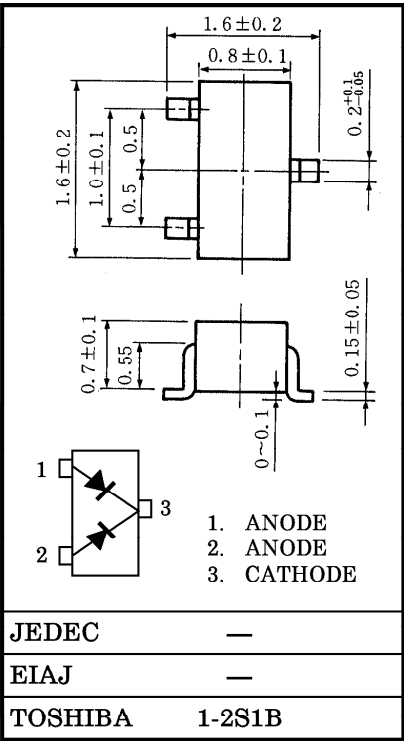 1.6±0.2
0.8±0.1
1.6±0.2
1.0±0.1
0.5
0.5
0.2+0.1-0.05
0.7±0.1
0.55
0~0.1
0.15±0.05
1
2
3
1. ANODE
2. ANODE
3. CATHODE
JEDEC —
EIAJ —
TOSHIBA 1-2S1B